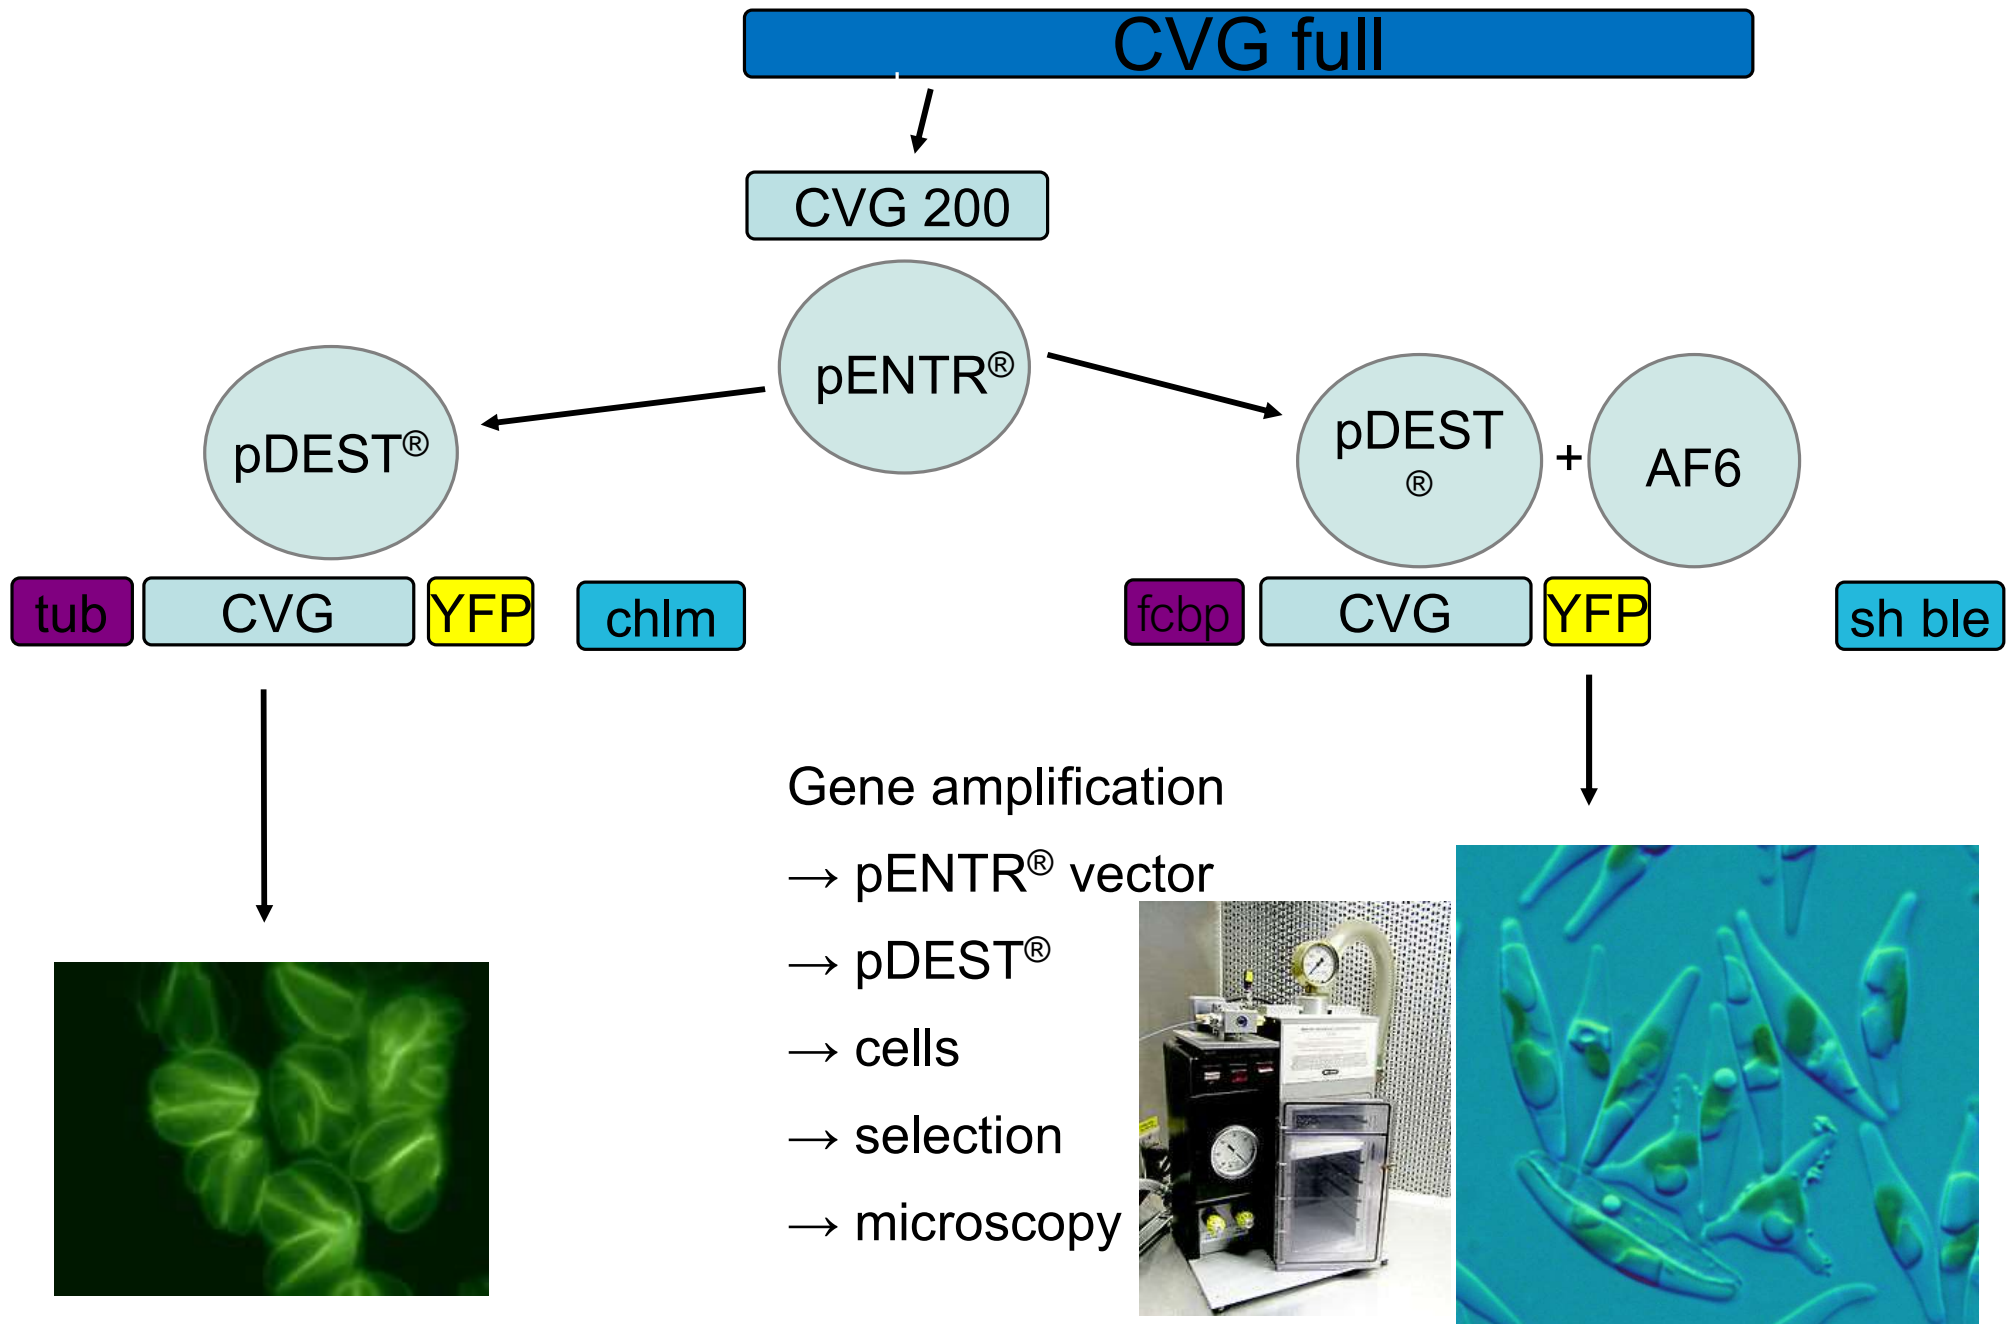 CVG full
CVG 200
pENTR®
pDEST®
pDEST
®
+
AF6
tub
CVG
YFP
chlm
fcbp
CVG
YFP
sh ble
Gene amplification
→ pENTR® vector
→ pDEST®
→ cells
→ selection
→ microscopy